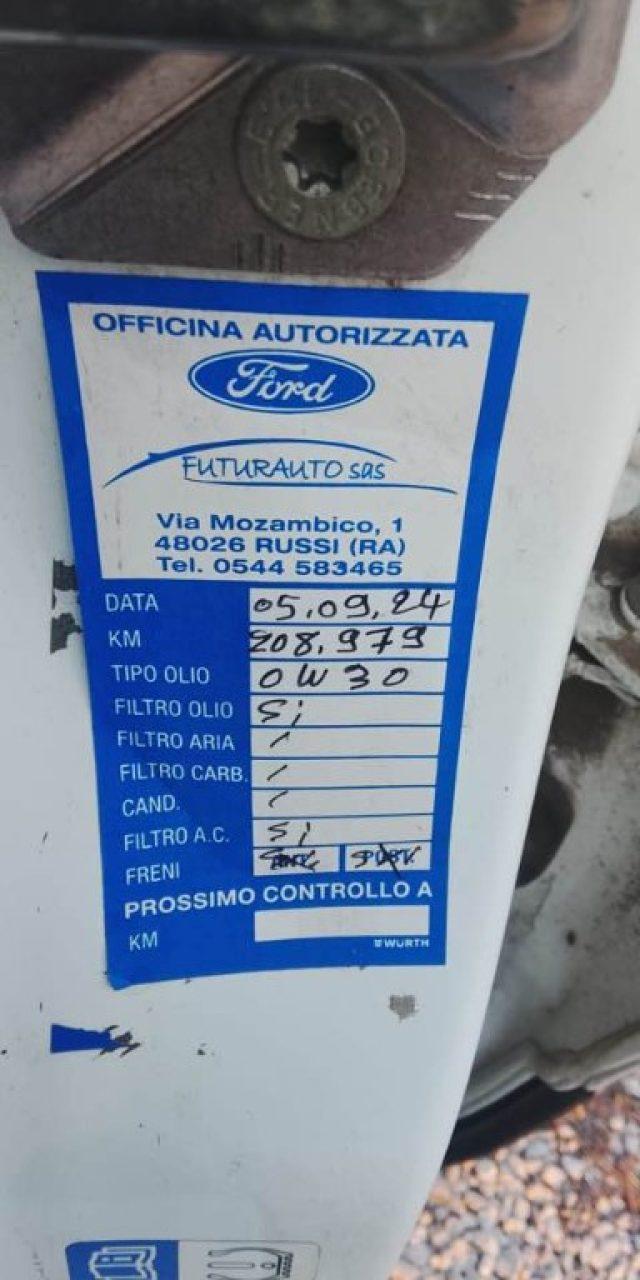 OFFICINA AUTORIZZATA
Ford
FUTURAUTO sas
Via Mozambico, 1
48026 RUSSI (RA)
Tel. 0544 583465
DATA 05.09.24
KM 208.979
TIPO OLIO 0W30
FILTRO OLIO Si
FILTRO ARIA /
FILTRO CARB. /
CAND. /
FILTRO A.C. Si
FRENI
PROSSIMO CONTROLLO A
KM
WÜRTH